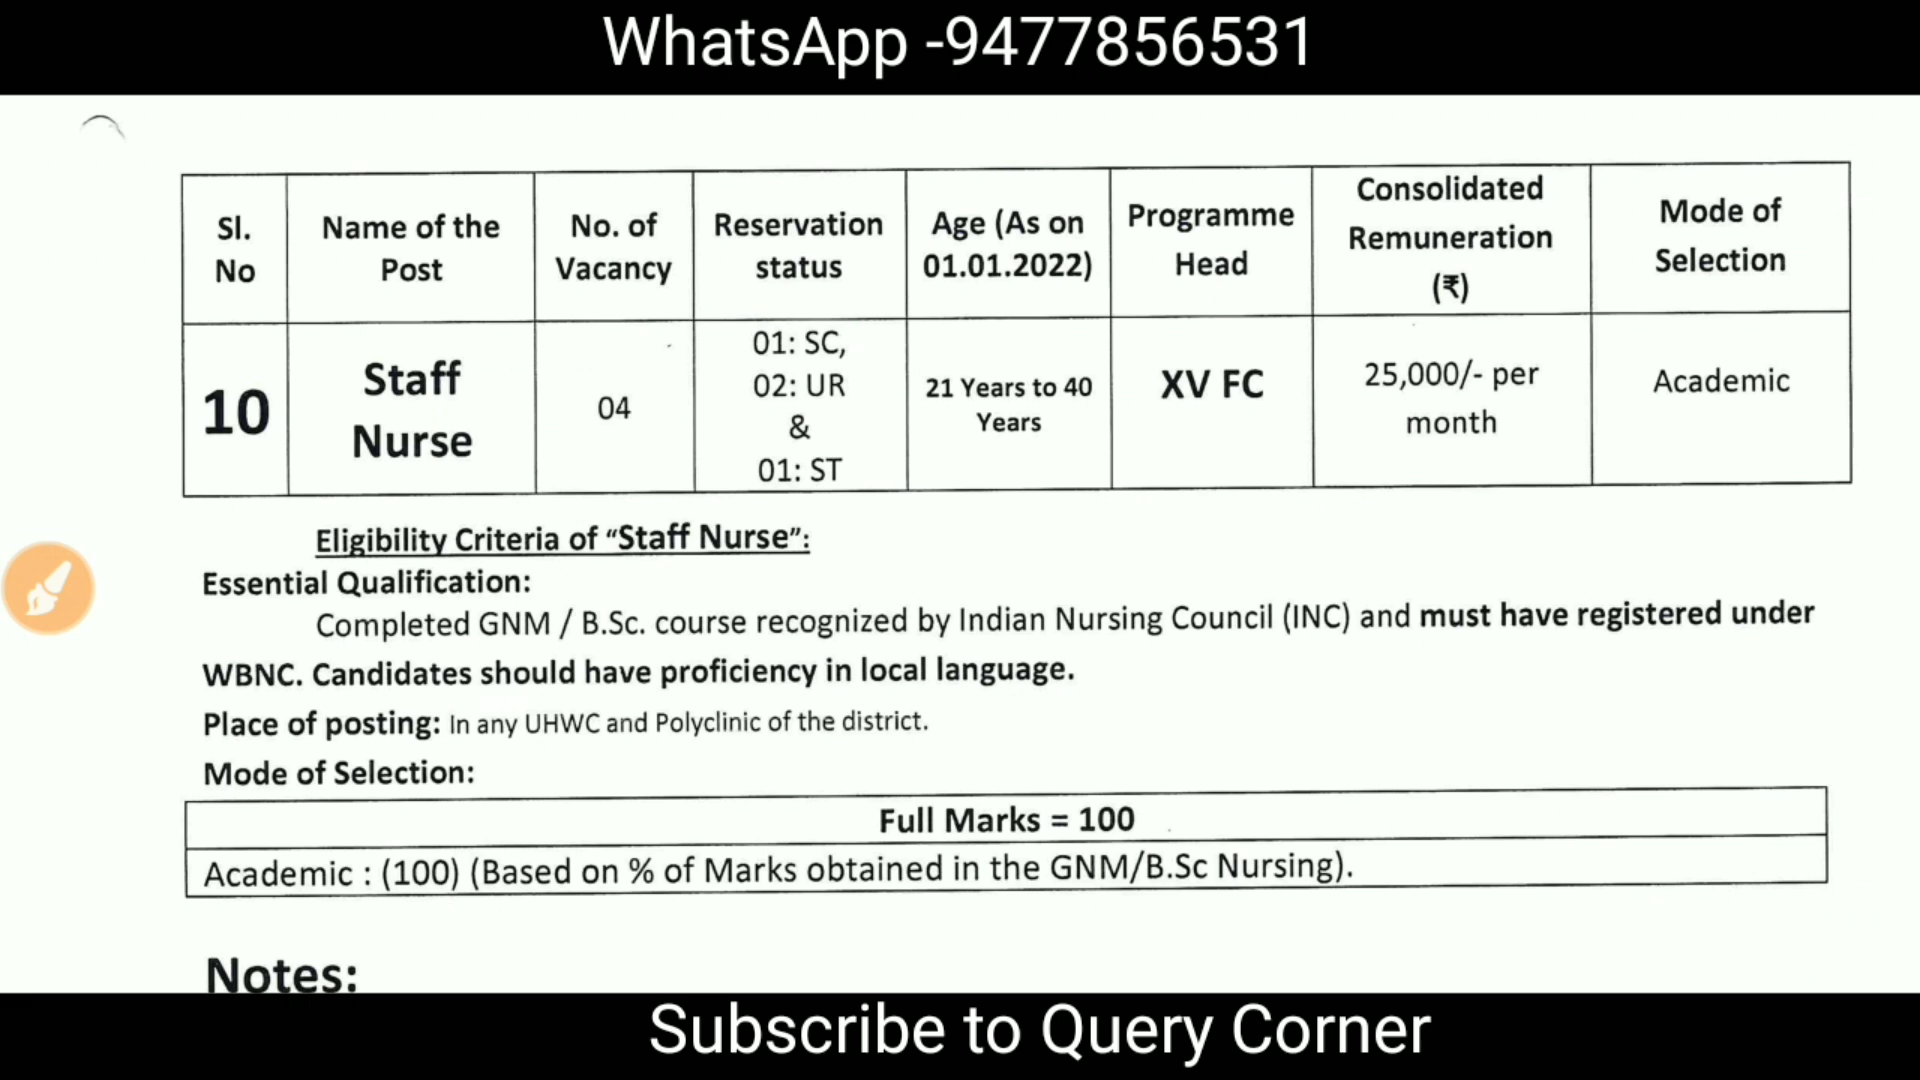 WhatsApp -9477856531
Sl. No
Name of the Post
No. of Vacancy
Reservation status
Age (As on 01.01.2022)
Programme Head
Consolidated Remuneration (₹)
Mode of Selection
10
Staff Nurse
04
01: SC,
02: UR
&
01: ST
21 Years to 40 Years
XV FC
25,000/- per month
Academic
Eligibility Criteria of “Staff Nurse”:
Essential Qualification:
Completed GNM / B.Sc. course recognized by Indian Nursing Council (INC) and must have registered under
WBNC. Candidates should have proficiency in local language.
Place of posting: In any UHWC and Polyclinic of the district.
Mode of Selection:
Full Marks = 100
Academic : (100) (Based on % of Marks obtained in the GNM/B.Sc Nursing).
Notes:
Subscribe to Query Corner